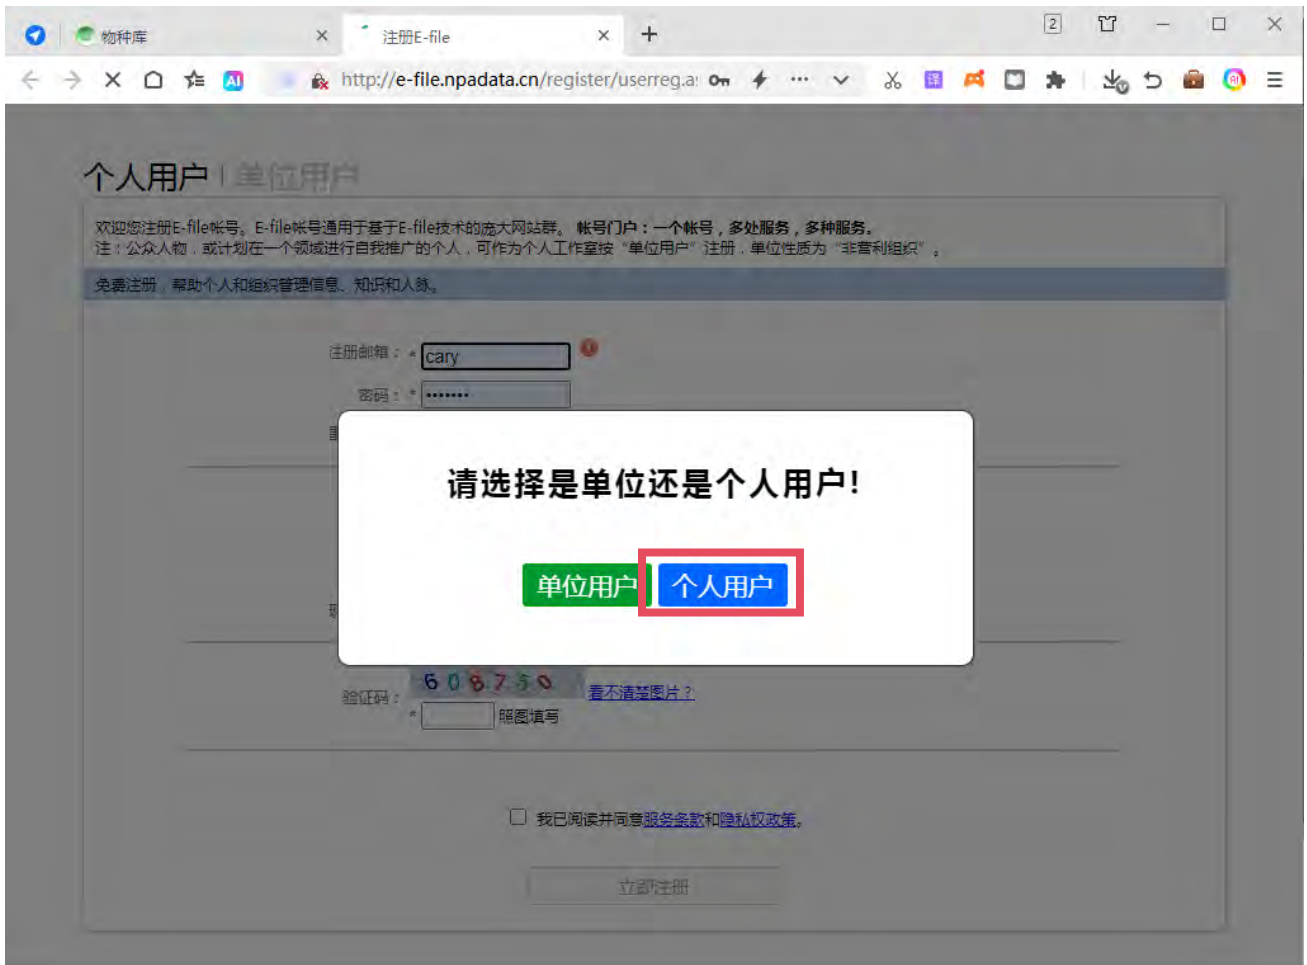 物种库
注册E-file
2
AI
http://e-file.npadata.cn/register/userreg.a
译
个人用户 | 单位用户
欢迎您注册E-file帐号。E-file帐号通用于基于E-file技术的庞大网站群。 帐号门户:一个帐号,多处服务,多种服务。
注:公众人物,或计划在一个领域进行自我推广的个人,可作为个人工作室按“单位用户”注册,单位性质为“非营利组织”。
免费注册,帮助个人和组织管理信息、知识和人脉。
注册邮箱: * cary
密码: * •••••••
请选择是单位还是个人用户!
单位用户 个人用户
608750
验证码: 看不清楚图片?
* 照图填写
我已阅读并同意服务条款和隐私权政策。
立即注册